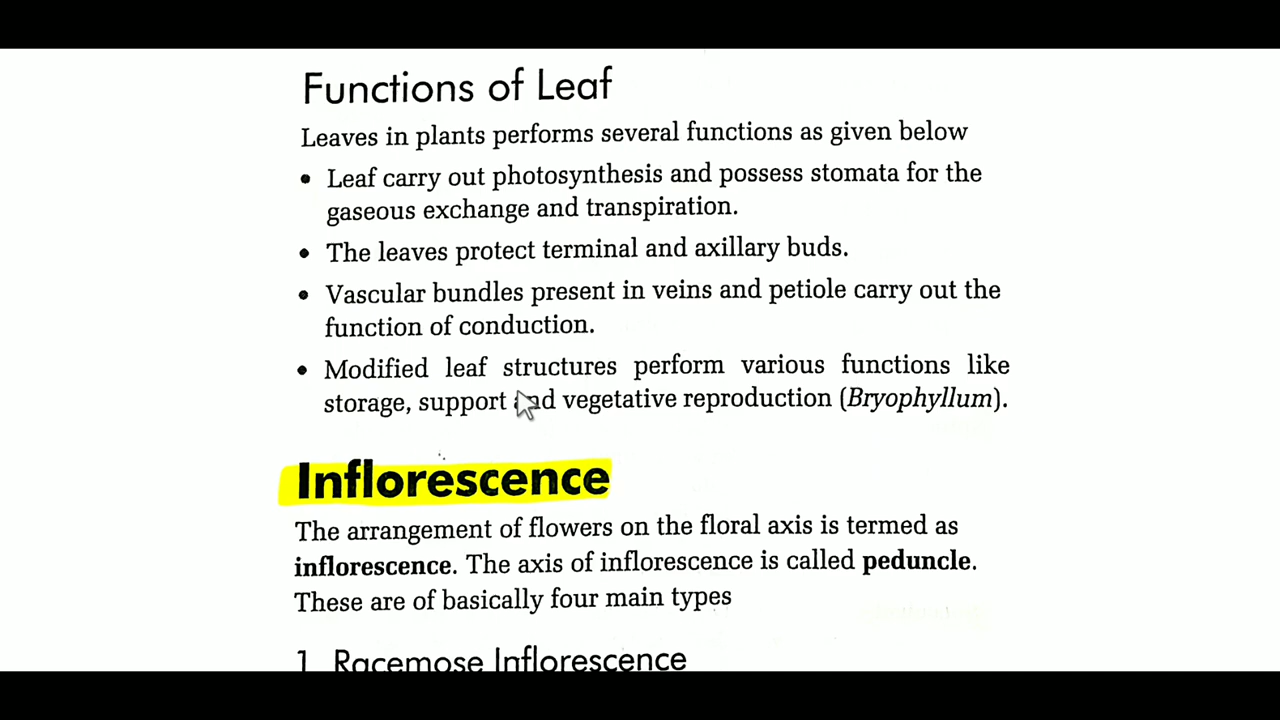 Functions of Leaf
Leaves in plants performs several functions as given below
• Leaf carry out photosynthesis and possess stomata for the
gaseous exchange and transpiration.
• The leaves protect terminal and axillary buds.
• Vascular bundles present in veins and petiole carry out the
function of conduction.
• Modified leaf structures perform various functions like
storage, support and vegetative reproduction (Bryophyllum).
Inflorescence
The arrangement of flowers on the floral axis is termed as
inflorescence. The axis of inflorescence is called peduncle.
These are of basically four main types
1 Racemose Inflorescence